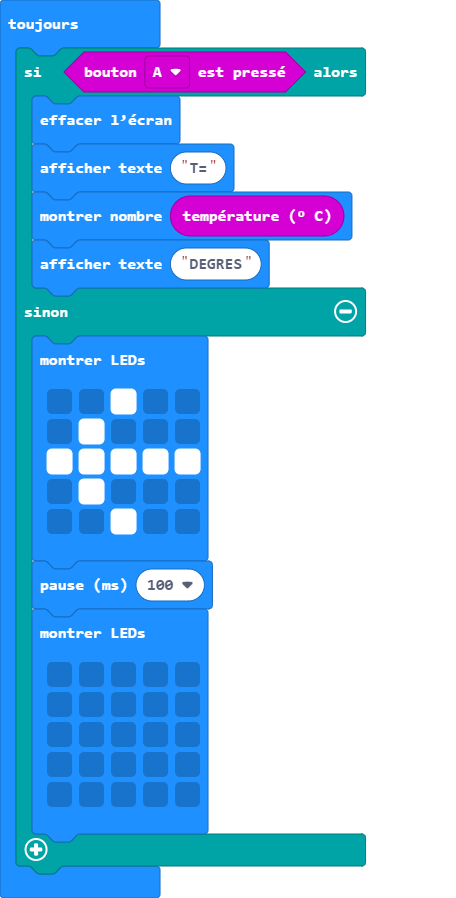 toujours
si bouton A est pressé alors
effacer l’écran
afficher texte "T="
montrer nombre température (º C)
afficher texte "DEGRES"
sinon
montrer LEDs
pause (ms) 100
montrer LEDs